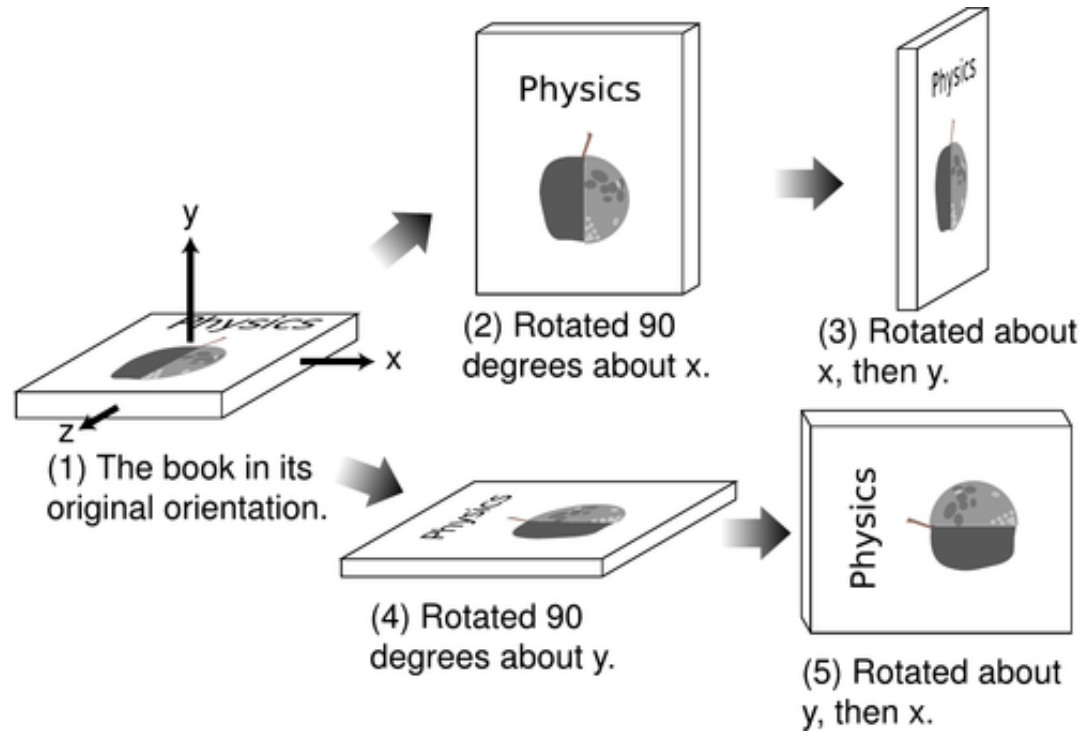 Physics
Physics
y
Physics
x
z
(1) The book in its
original orientation.
(2) Rotated 90
degrees about x.
(3) Rotated about
x, then y.
Physics
(4) Rotated 90
degrees about y.
Physics
(5) Rotated about
y, then x.